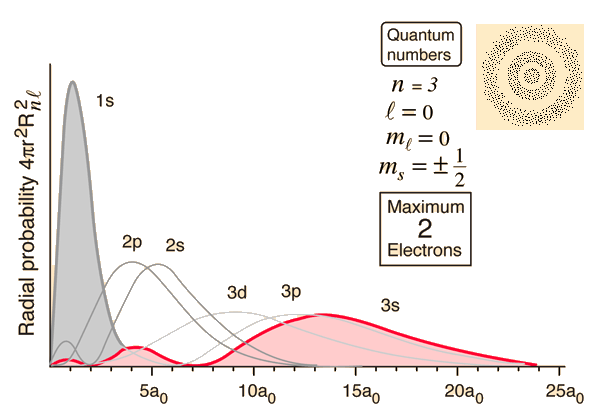 Quantum
numbers
n = 3
ℓ = 0
mℓ = 0
ms = ± 1/2
Maximum
2
Electrons
Radial probability 4πr²R²nℓ
1s
2p
2s
3d
3p
3s
5a₀
10a₀
15a₀
20a₀
25a₀